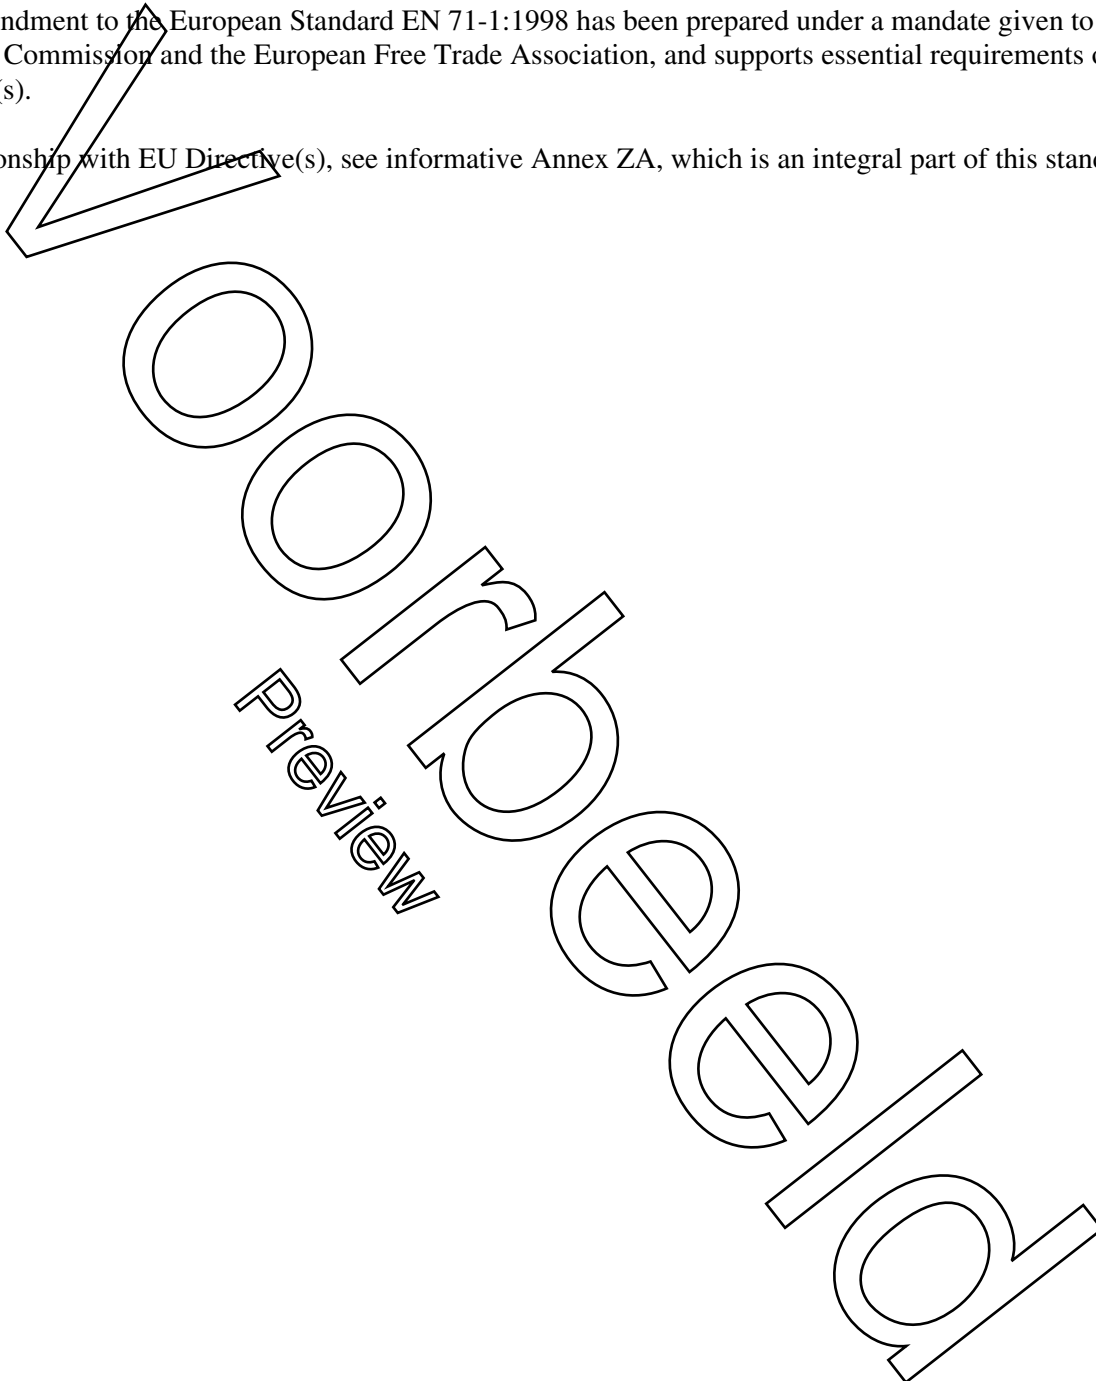 ndment to the European Standard EN 71-1:1998 has been prepared under a mandate given to
Commission and the European Free Trade Association, and supports essential requirements
(s).
onship with EU Directive(s), see informative Annex ZA, which is an integral part of this stand
Voorbeeld
Preview